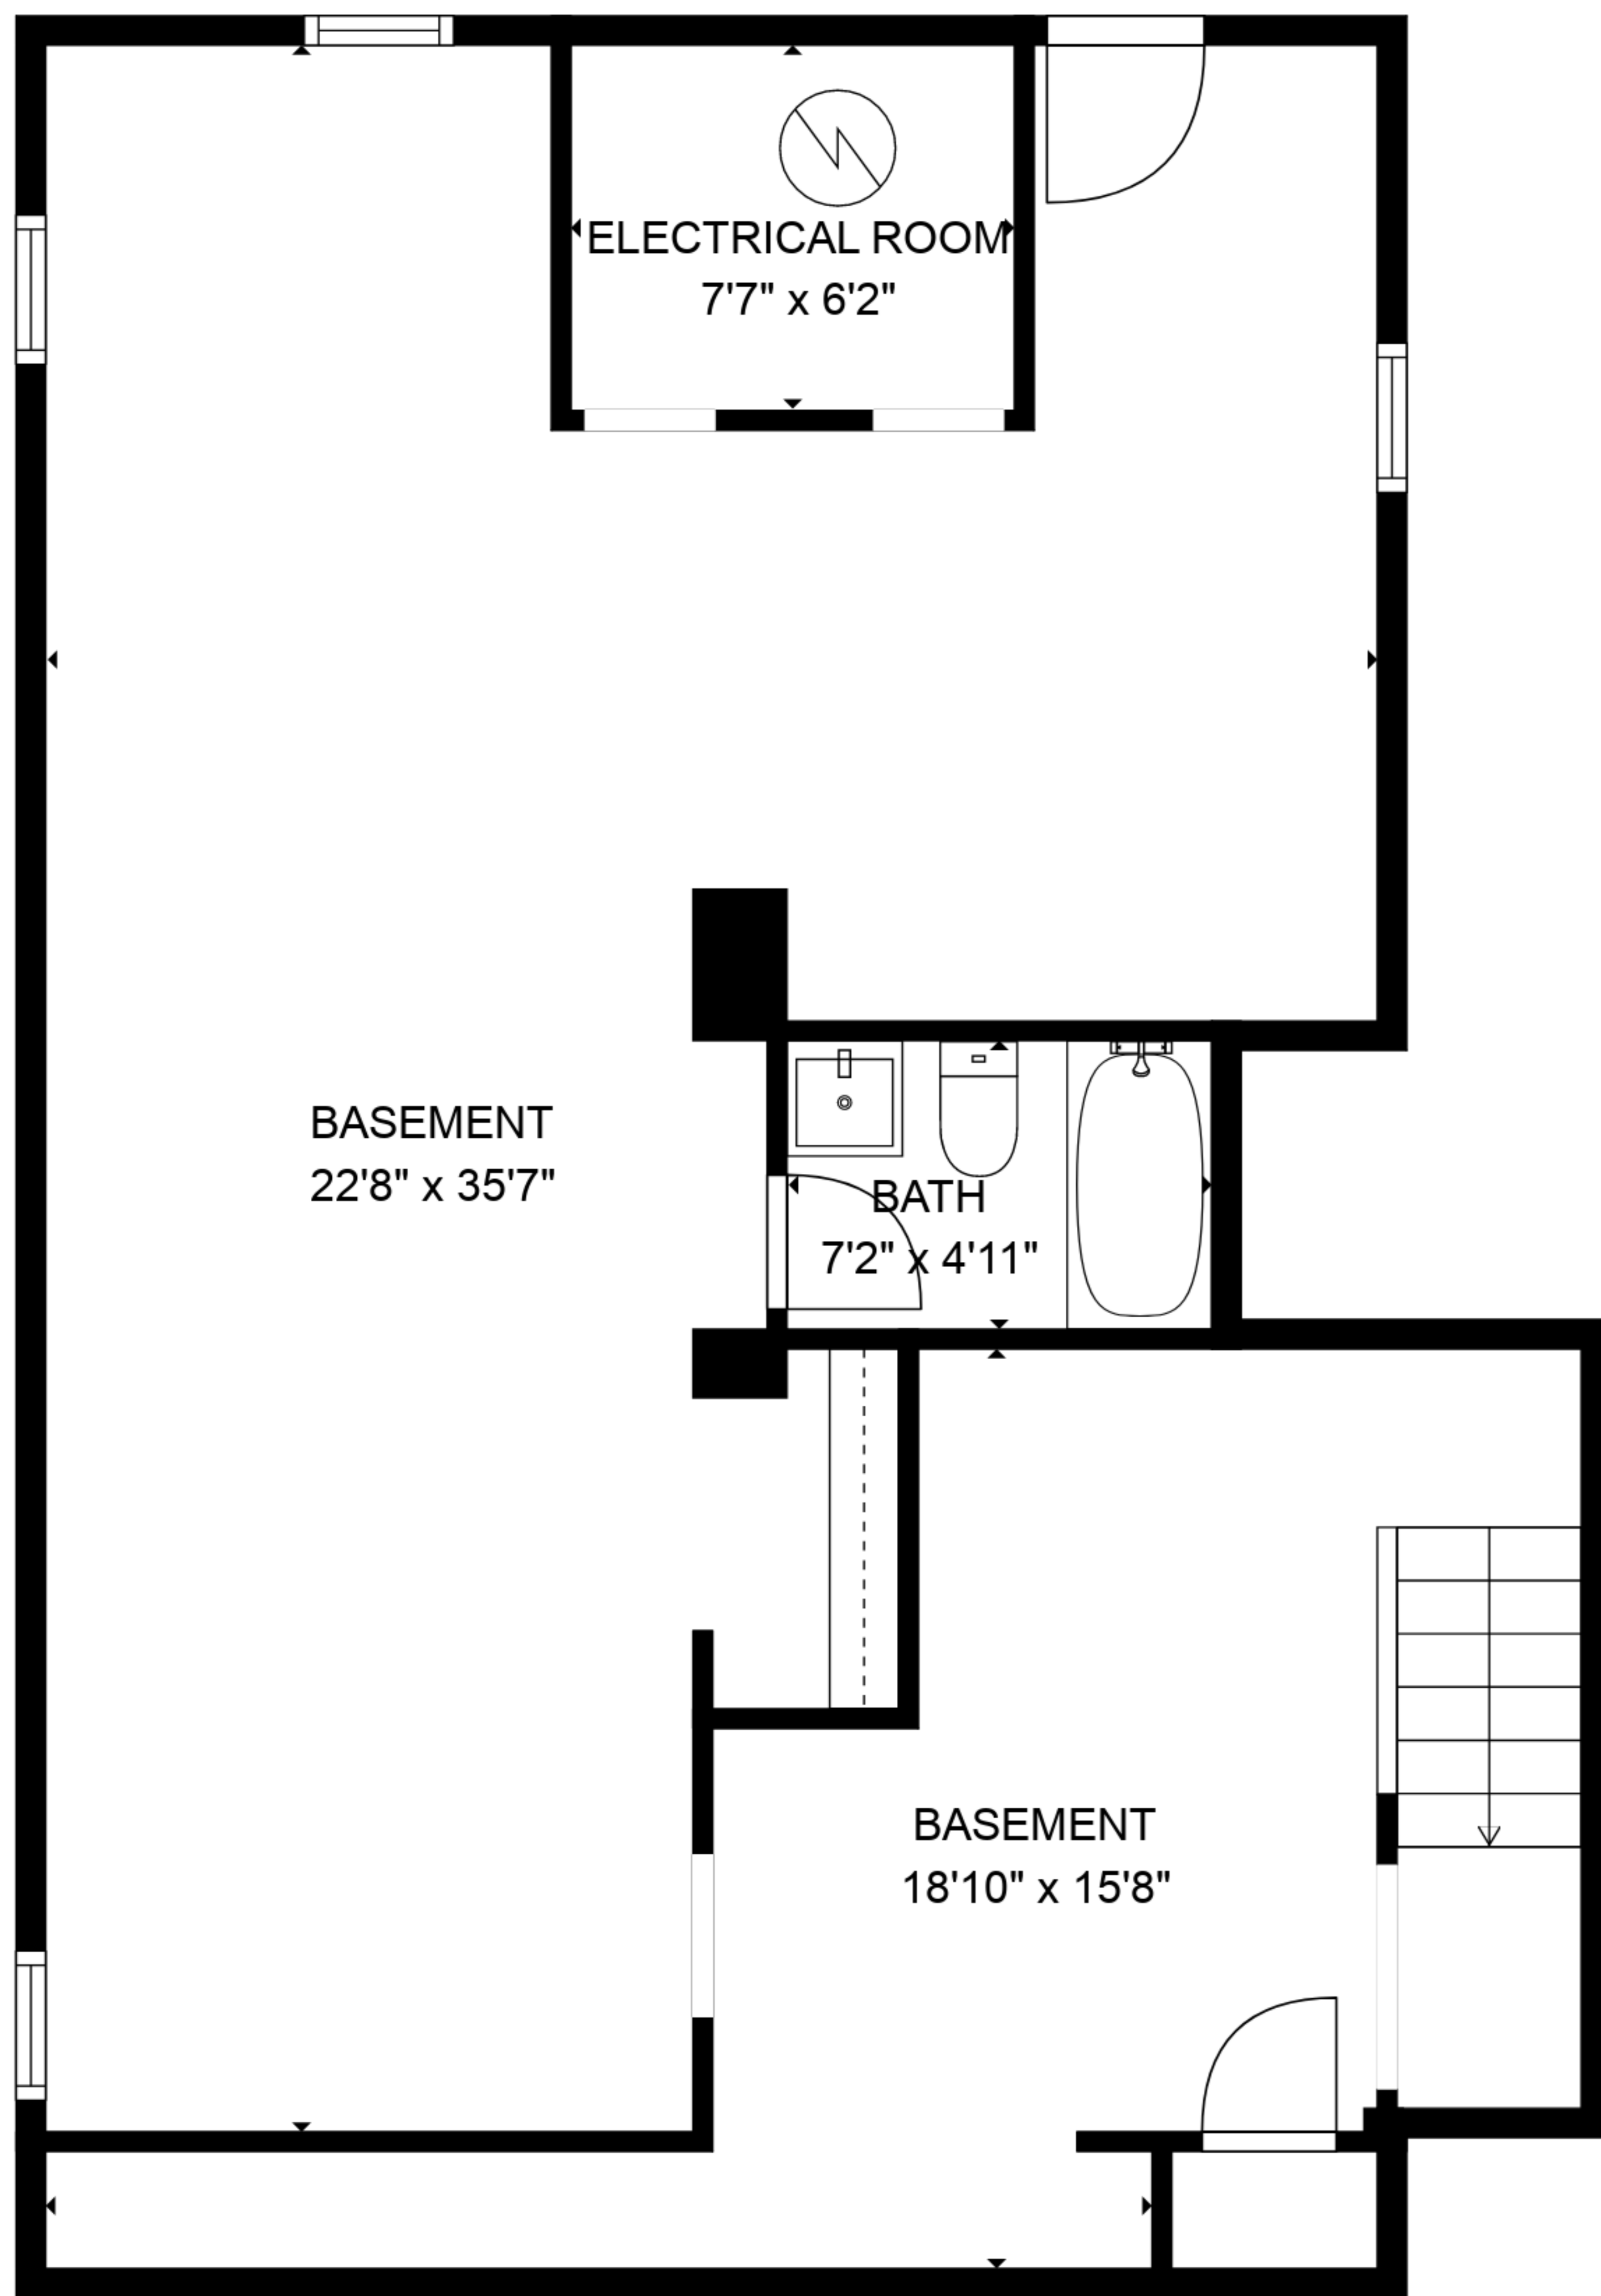 ELECTRICAL ROOM
7'7" x 6'2"
BASEMENT
22'8" x 35'7"
BATH
7'2" x 4'11"
BASEMENT
18'10" x 15'8"